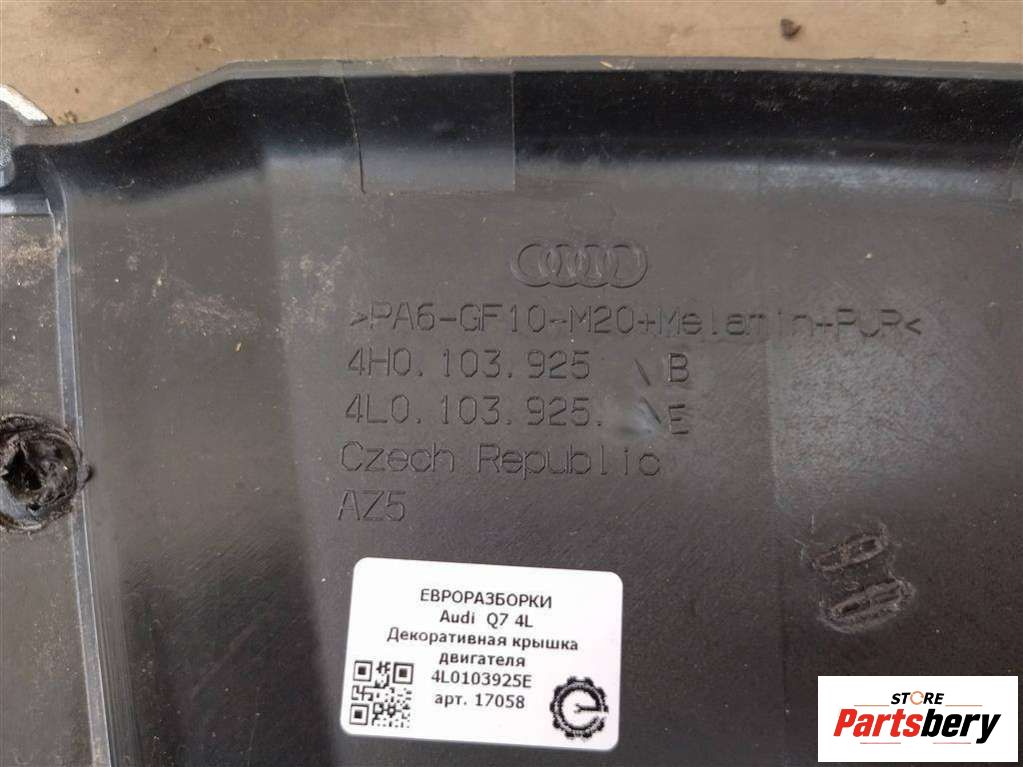 >PA6-GF10-M20+Melamin+PUR<
4H0.103.925 \ B
4L0.103.925. \E
Czech Republic
AZ5
ЕВРОРАЗБОРКИ
Audi Q7 4L
Декоративная крышка
двигателя
4L0103925E
арт. 17058
STORE
Partsbery